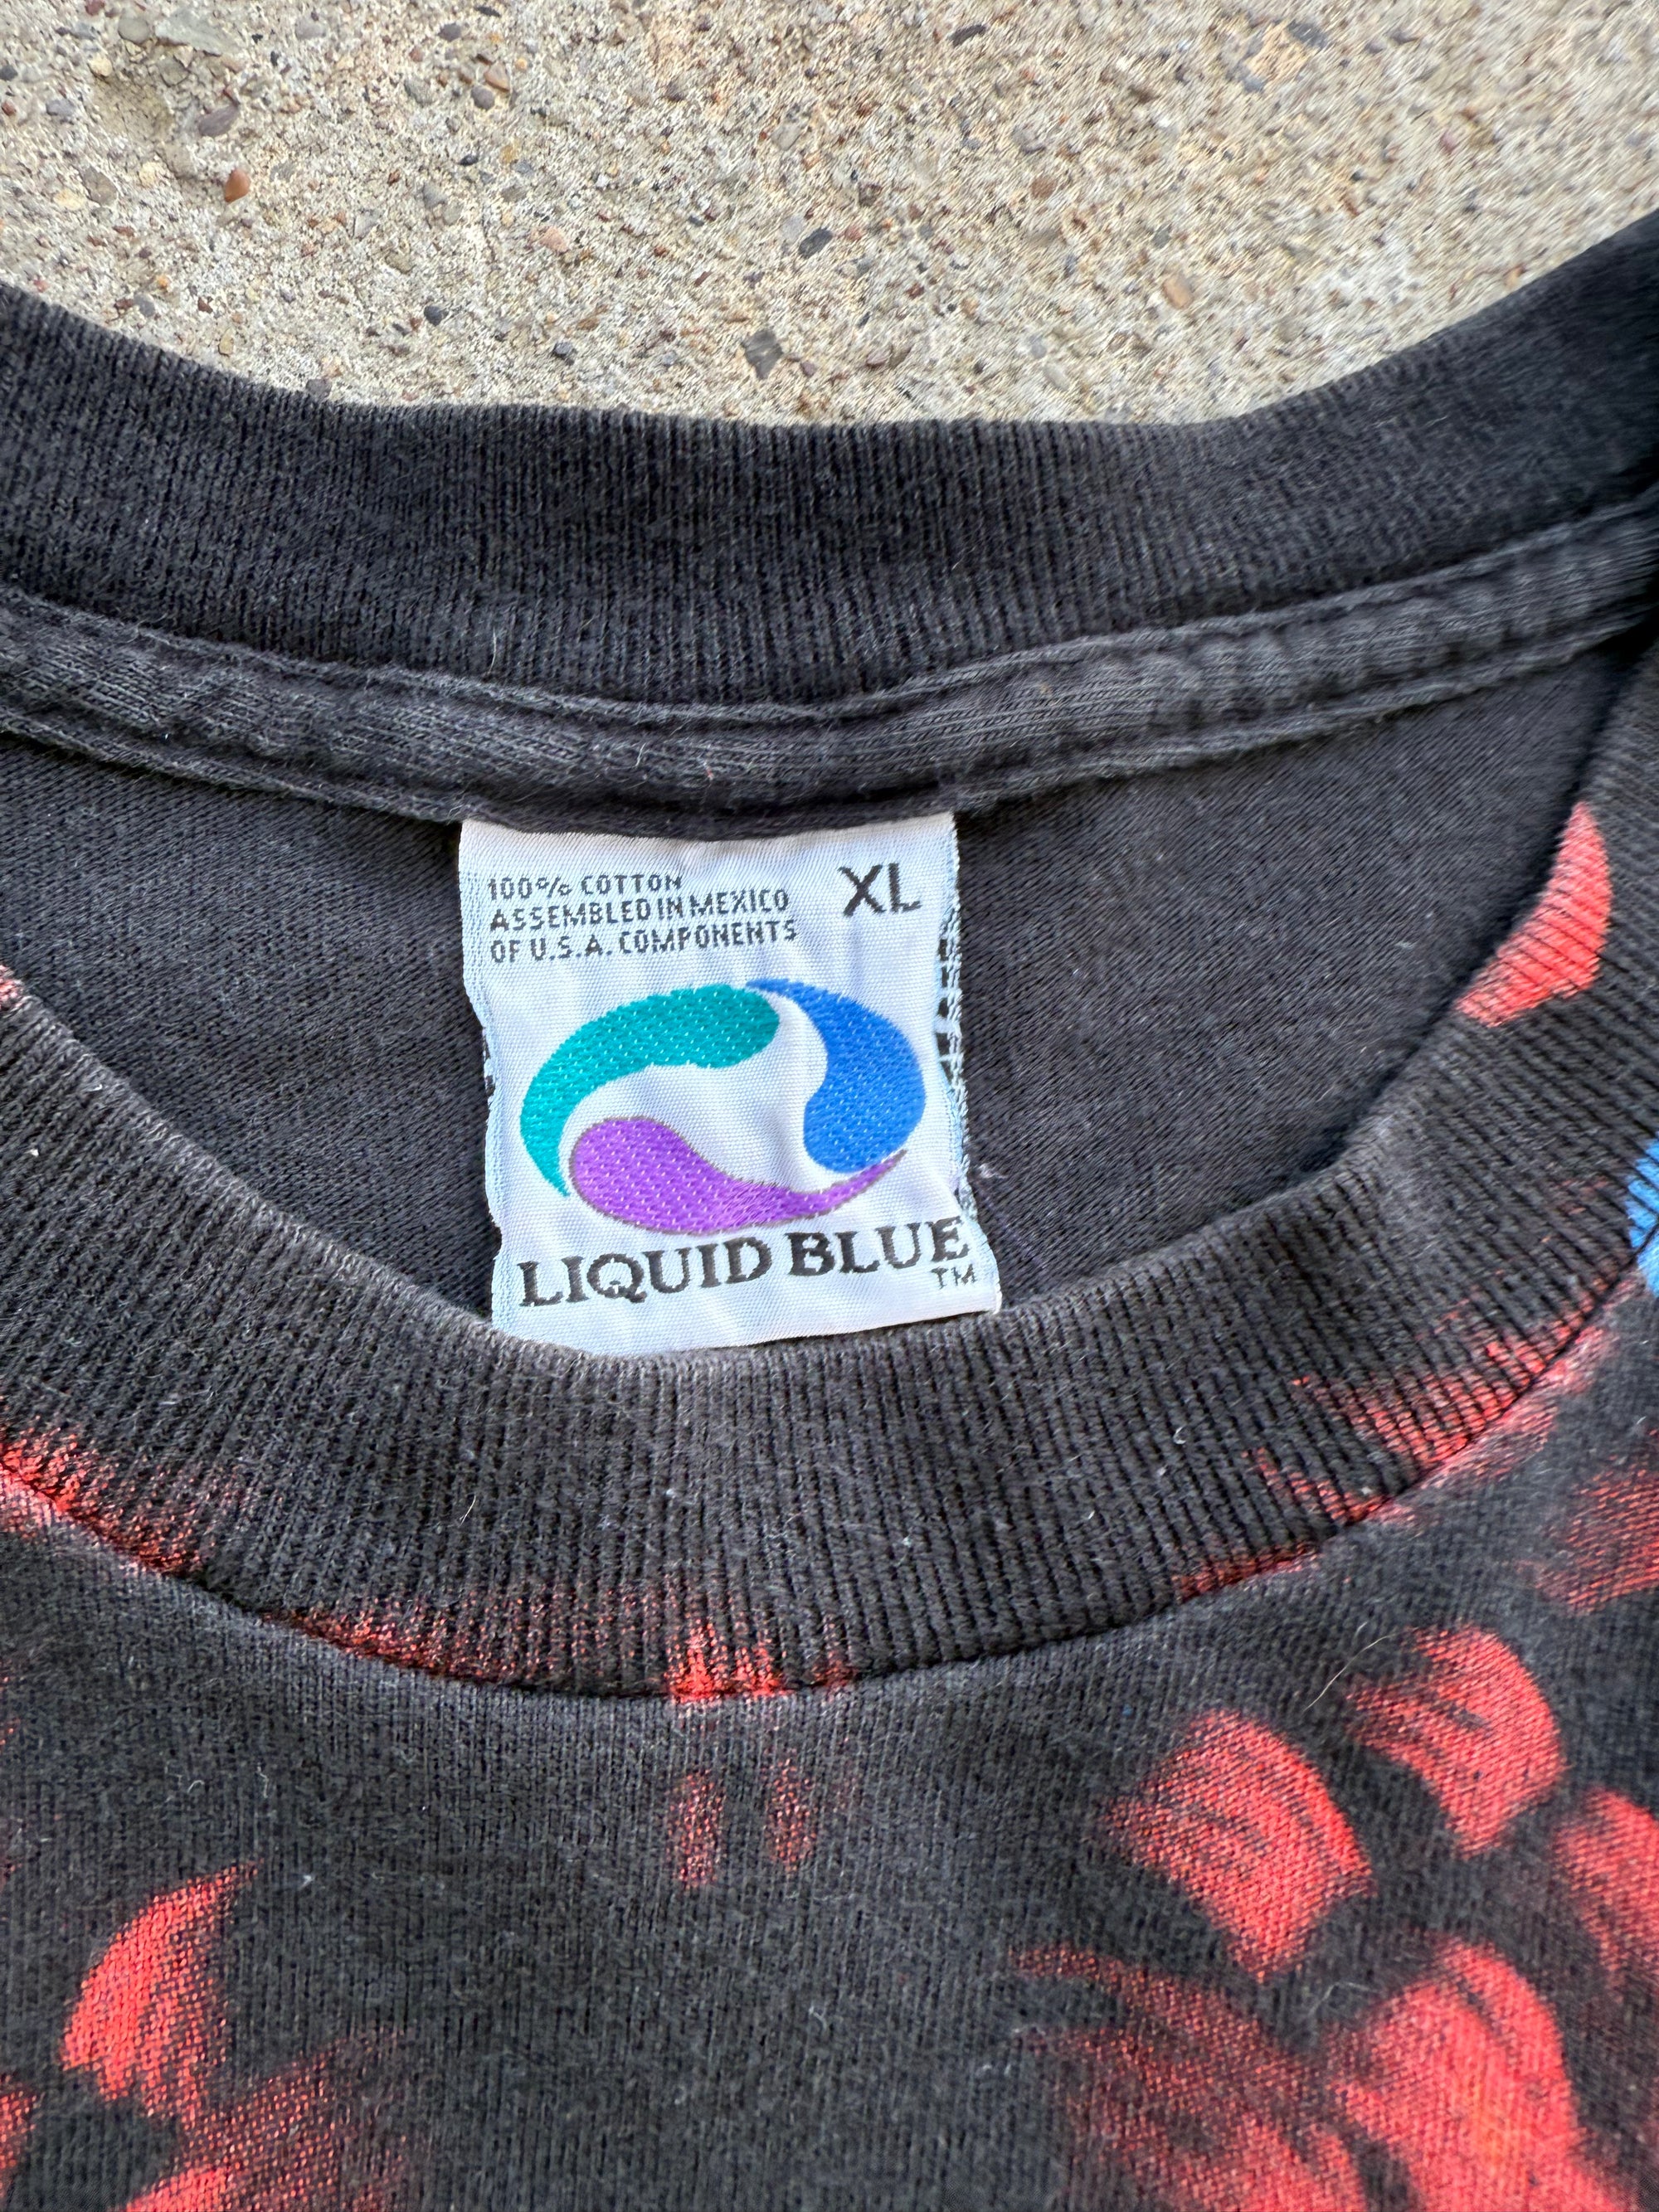 100% COTTON XL
ASSEMBLED IN MEXICO
OF U.S.A. COMPONENTS
LIQUID BLUE
TM